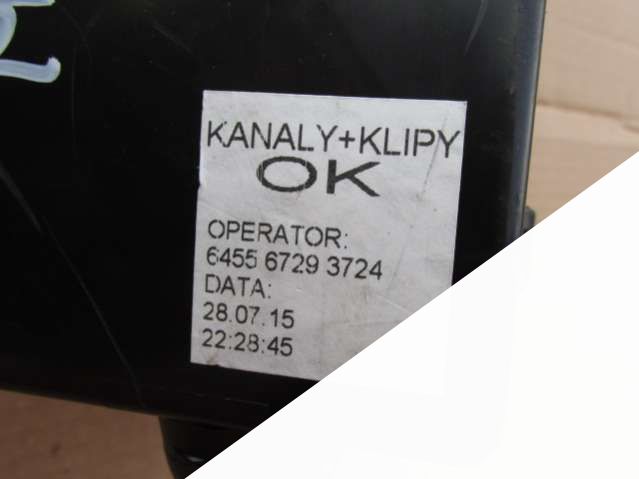 KANALY+KLIPY
OK
OPERATOR:
6455 6729 3724
DATA:
28.07.15
22:28:45